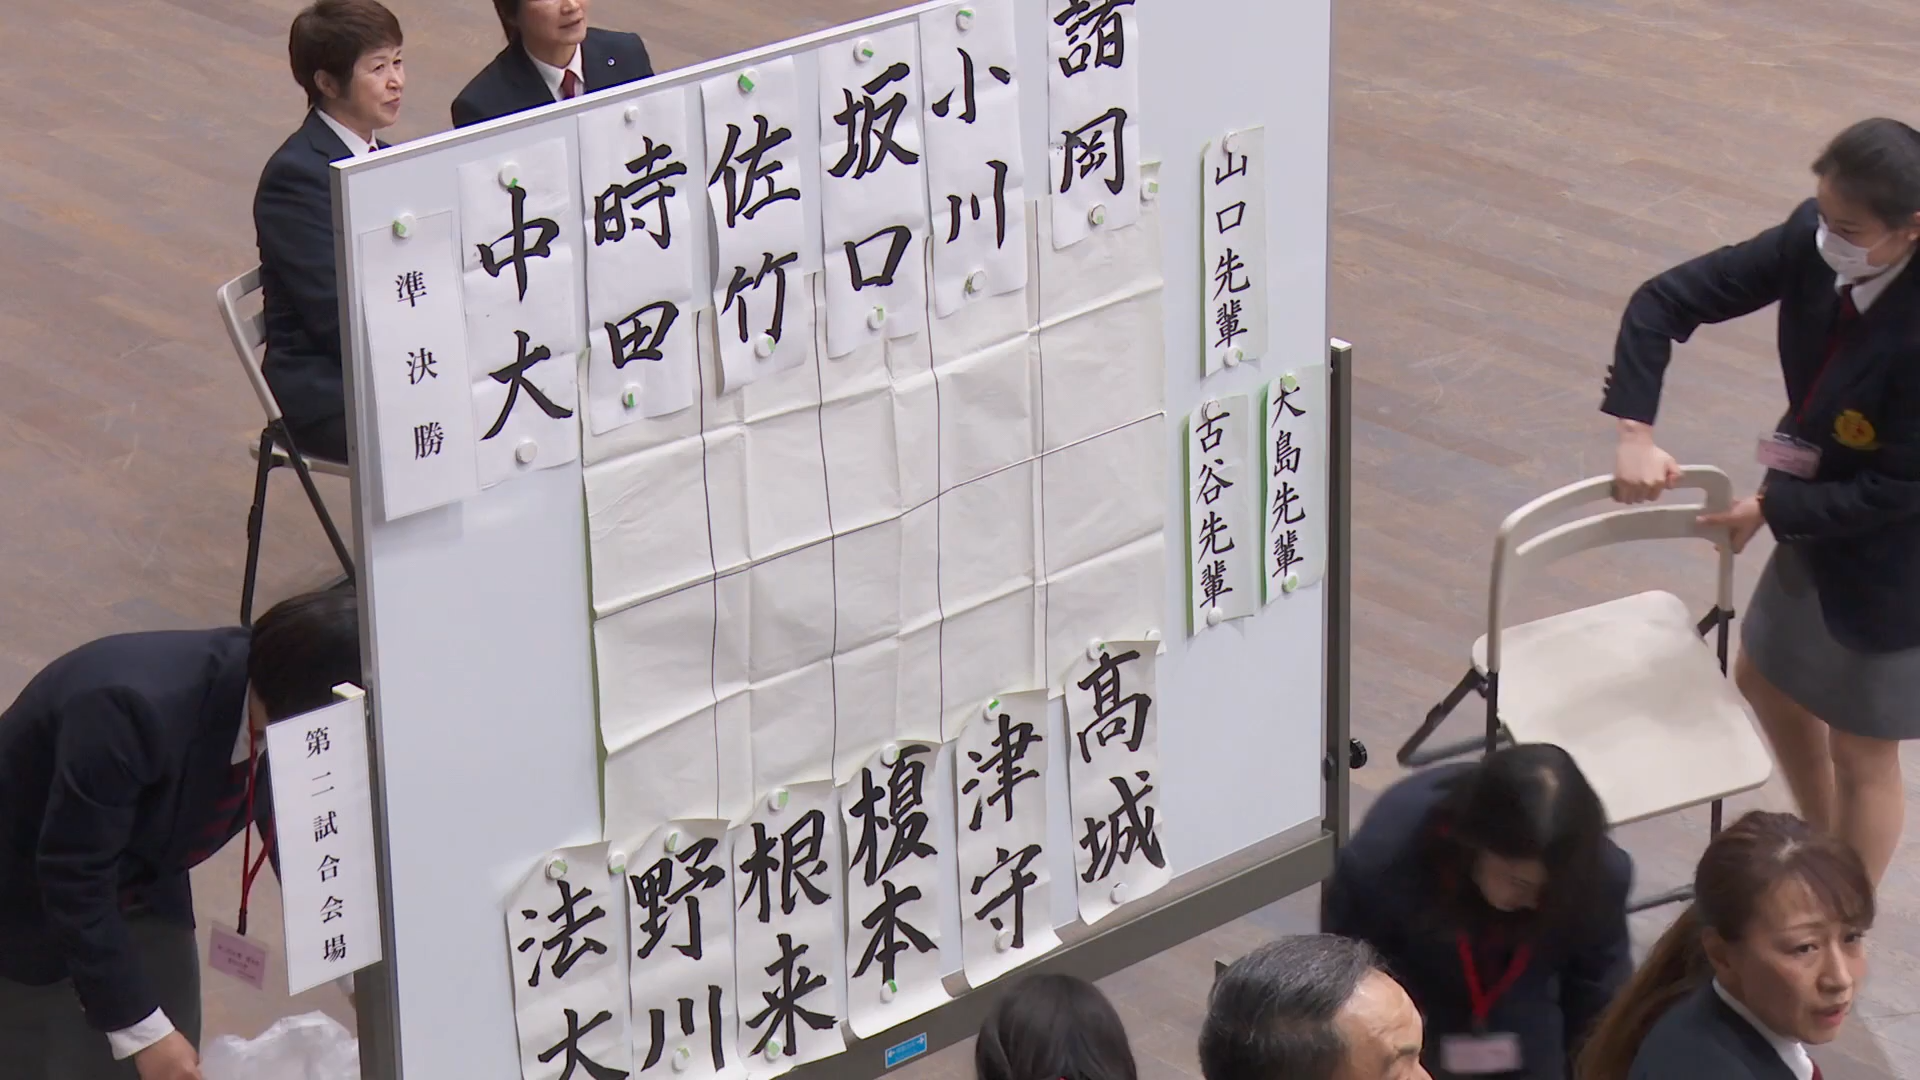 準決勝
中大
時田
佐竹
坂口
小川
諸岡
山口先輩
古谷先輩
大島先輩
法大
野川
根来
榎本
津守
高城
第二試合会場